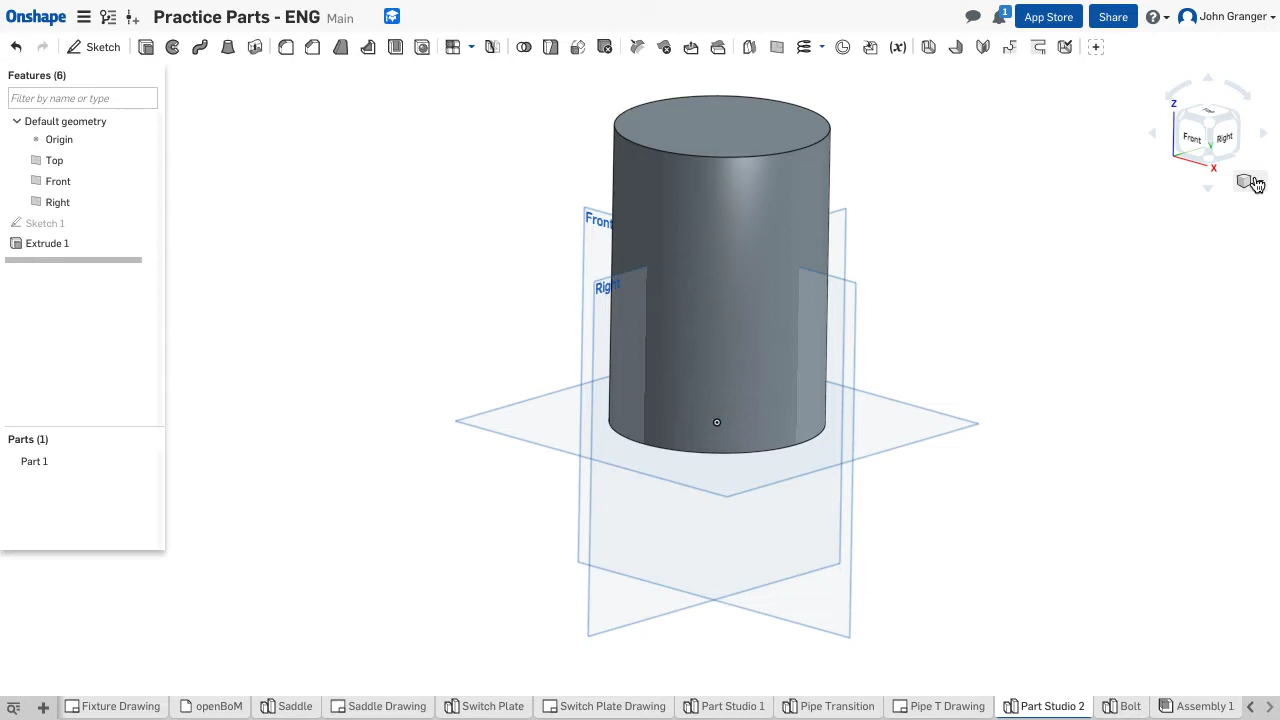 Onshape Practice Parts - ENG Main 1 App Store Share ? John Granger
Sketch (x)
Features (6)
Filter by name or type
Default geometry
Origin
Top
Front
Right
Sketch 1
Extrude 1
Parts (1)
Part 1
Front
Right
Z
Front Right
X
Fixture Drawing openBoM Saddle Saddle Drawing Switch Plate Switch Plate Drawing Part Studio 1 Pipe Transition Pipe T Drawing Part Studio 2 Bolt Assembly 1